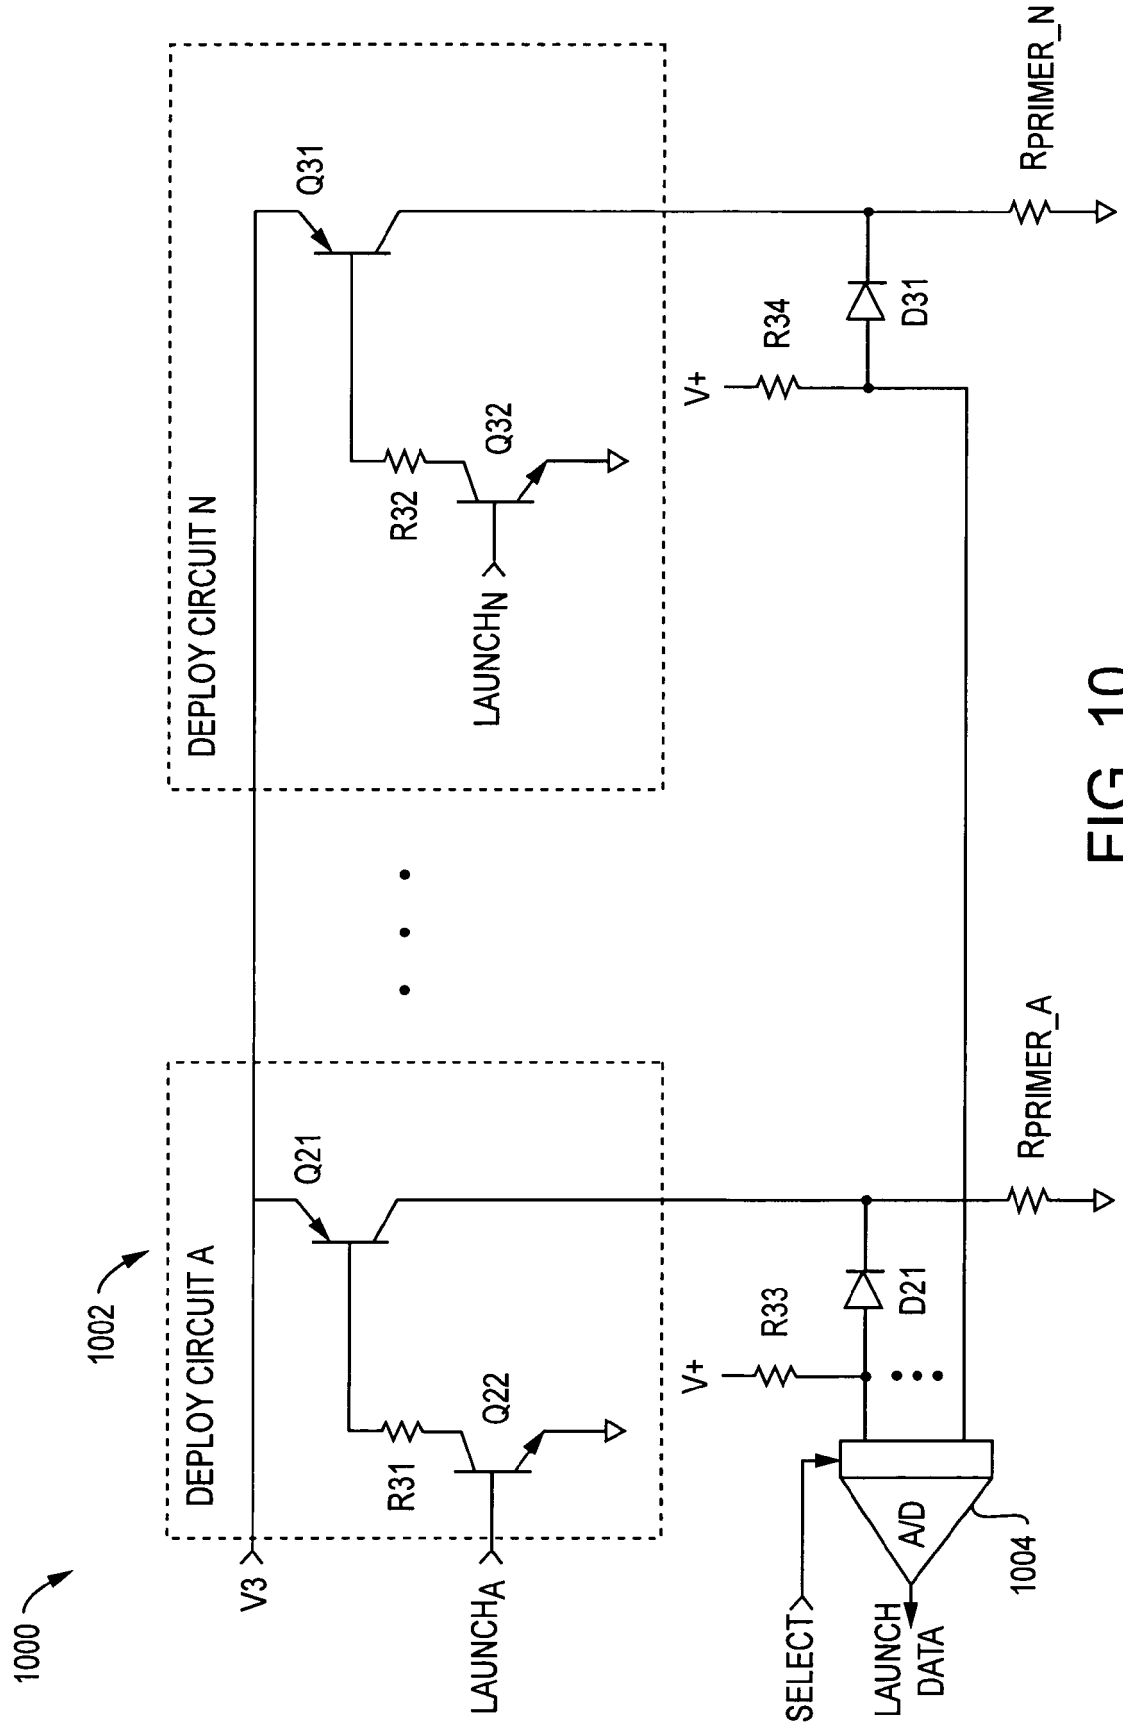 1000
1002
V3
DEPLOY CIRCUIT A
Q21
R31
Q22
LAUNCHA
DEPLOY CIRCUIT N
Q31
R32
Q32
LAUNCHN
V+
R33
D21
V+
R34
D31
SELECT
A/D
LAUNCH
DATA
1004
RPRIMER_A
RPRIMER_N
FIG. 10